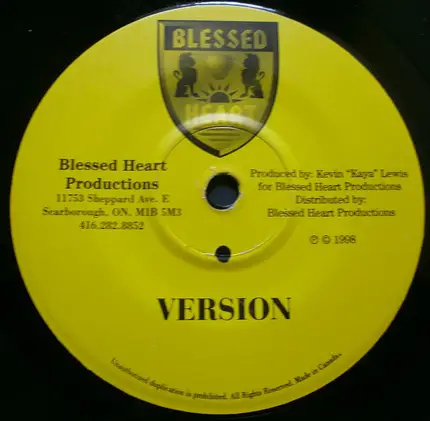 BLESSED
HEART
Blessed Heart
Productions
11753 Sheppard Ave. E
Scarborough, ON. M1B 5M3
416.282.8852
Produced by: Kevin "Kaya" Lewis
for Blessed Heart Productions
Distributed by:
Blessed Heart Productions
℗ © 1998
VERSION
Unauthorized duplication is prohibited. All Rights Reserved. Made in Canada.